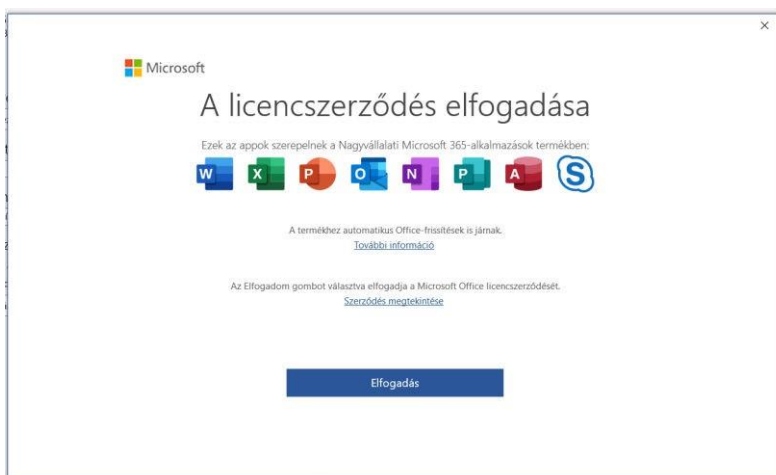 Microsoft
A licencszerződés elfogadása
Ezek az appok szerepelnek a Nagyvállalati Microsoft 365-alkalmazások termékben:
W X P O N P A S
A termékhez automatikus Office-frissítések is járnak.
További információ
Az Elfogadom gombot választva elfogadja a Microsoft Office licencszerződését.
Szerződés megtekintése
Elfogadás